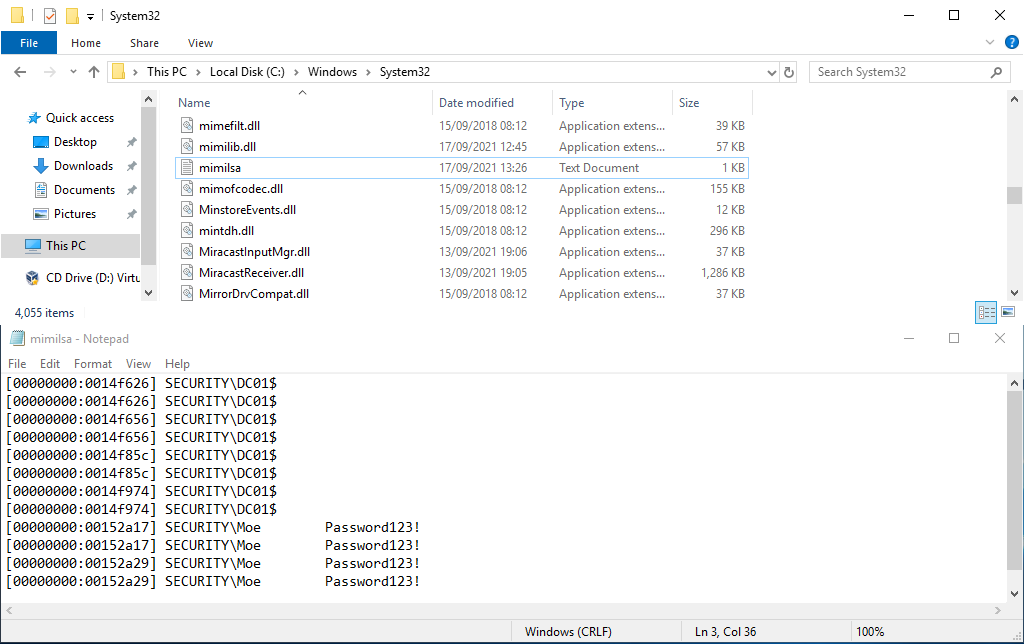 System32
File Home Share View
This PC Local Disk (C:) Windows System32 Search System32
Name Date modified Type Size
Quick access
Desktop
Downloads
Documents
Pictures
This PC
CD Drive (D:) Virtu
mimefilt.dll 15/09/2018 08:12 Application extens... 39 KB
mimilib.dll 17/09/2021 12:45 Application extens... 57 KB
mimilsa 17/09/2021 13:26 Text Document 1 KB
mimofcodec.dll 15/09/2018 08:12 Application extens... 155 KB
MinstoreEvents.dll 15/09/2018 08:12 Application extens... 12 KB
mintdh.dll 15/09/2018 08:12 Application extens... 296 KB
MiracastInputMgr.dll 13/09/2021 19:06 Application extens... 37 KB
MiracastReceiver.dll 13/09/2021 19:05 Application extens... 1,286 KB
MirrorDrvCompat.dll 15/09/2018 08:12 Application extens... 37 KB
4,055 items
mimilsa - Notepad
File Edit Format View Help
[00000000:0014f626] SECURITY\DC01$
[00000000:0014f626] SECURITY\DC01$
[00000000:0014f656] SECURITY\DC01$
[00000000:0014f656] SECURITY\DC01$
[00000000:0014f85c] SECURITY\DC01$
[00000000:0014f85c] SECURITY\DC01$
[00000000:0014f974] SECURITY\DC01$
[00000000:0014f974] SECURITY\DC01$
[00000000:00152a17] SECURITY\Moe Password123!
[00000000:00152a17] SECURITY\Moe Password123!
[00000000:00152a29] SECURITY\Moe Password123!
[00000000:00152a29] SECURITY\Moe Password123!
Windows (CRLF) Ln 3, Col 36 100%